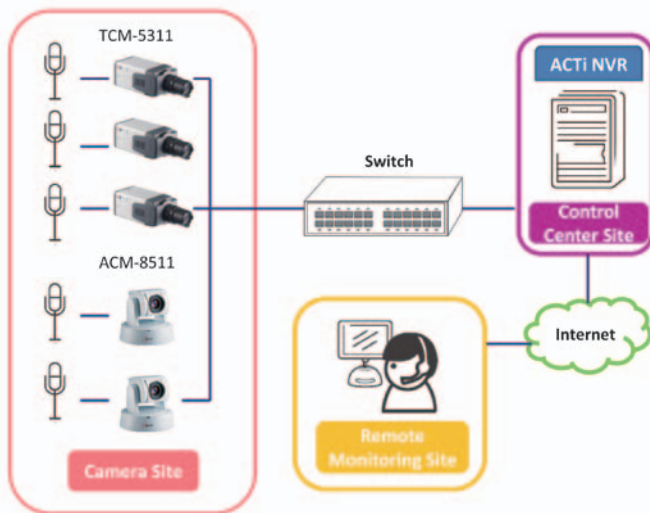 TCM-5311
ACM-8511
Camera Site
Switch
ACTi NVR
Control
Center Site
Internet
Remote
Monitoring Site